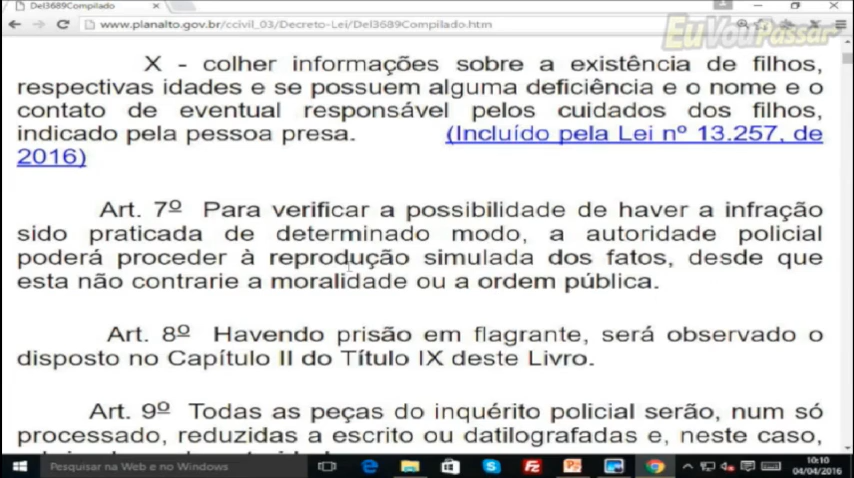 Del3689Compilado
www.planalto.gov.br/ccivil_03/Decreto-Lei/Del3689Compilado.htm
EuVouPassar
X - colher informações sobre a existência de filhos,
respectivas idades e se possuem alguma deficiência e o nome e o
contato de eventual responsável pelos cuidados dos filhos,
indicado pela pessoa presa. (Incluído pela Lei nº 13.257, de
2016)
Art. 7º Para verificar a possibilidade de haver a infração
sido praticada de determinado modo, a autoridade policial
poderá proceder à reprodução simulada dos fatos, desde que
esta não contrarie a moralidade ou a ordem pública.
Art. 8º Havendo prisão em flagrante, será observado o
disposto no Capítulo II do Título IX deste Livro.
Art. 9º Todas as peças do inquérito policial serão, num só
processado, reduzidas a escrito ou datilografadas e, neste caso,
Pesquisar na Web e no Windows
10:10
04/04/2016